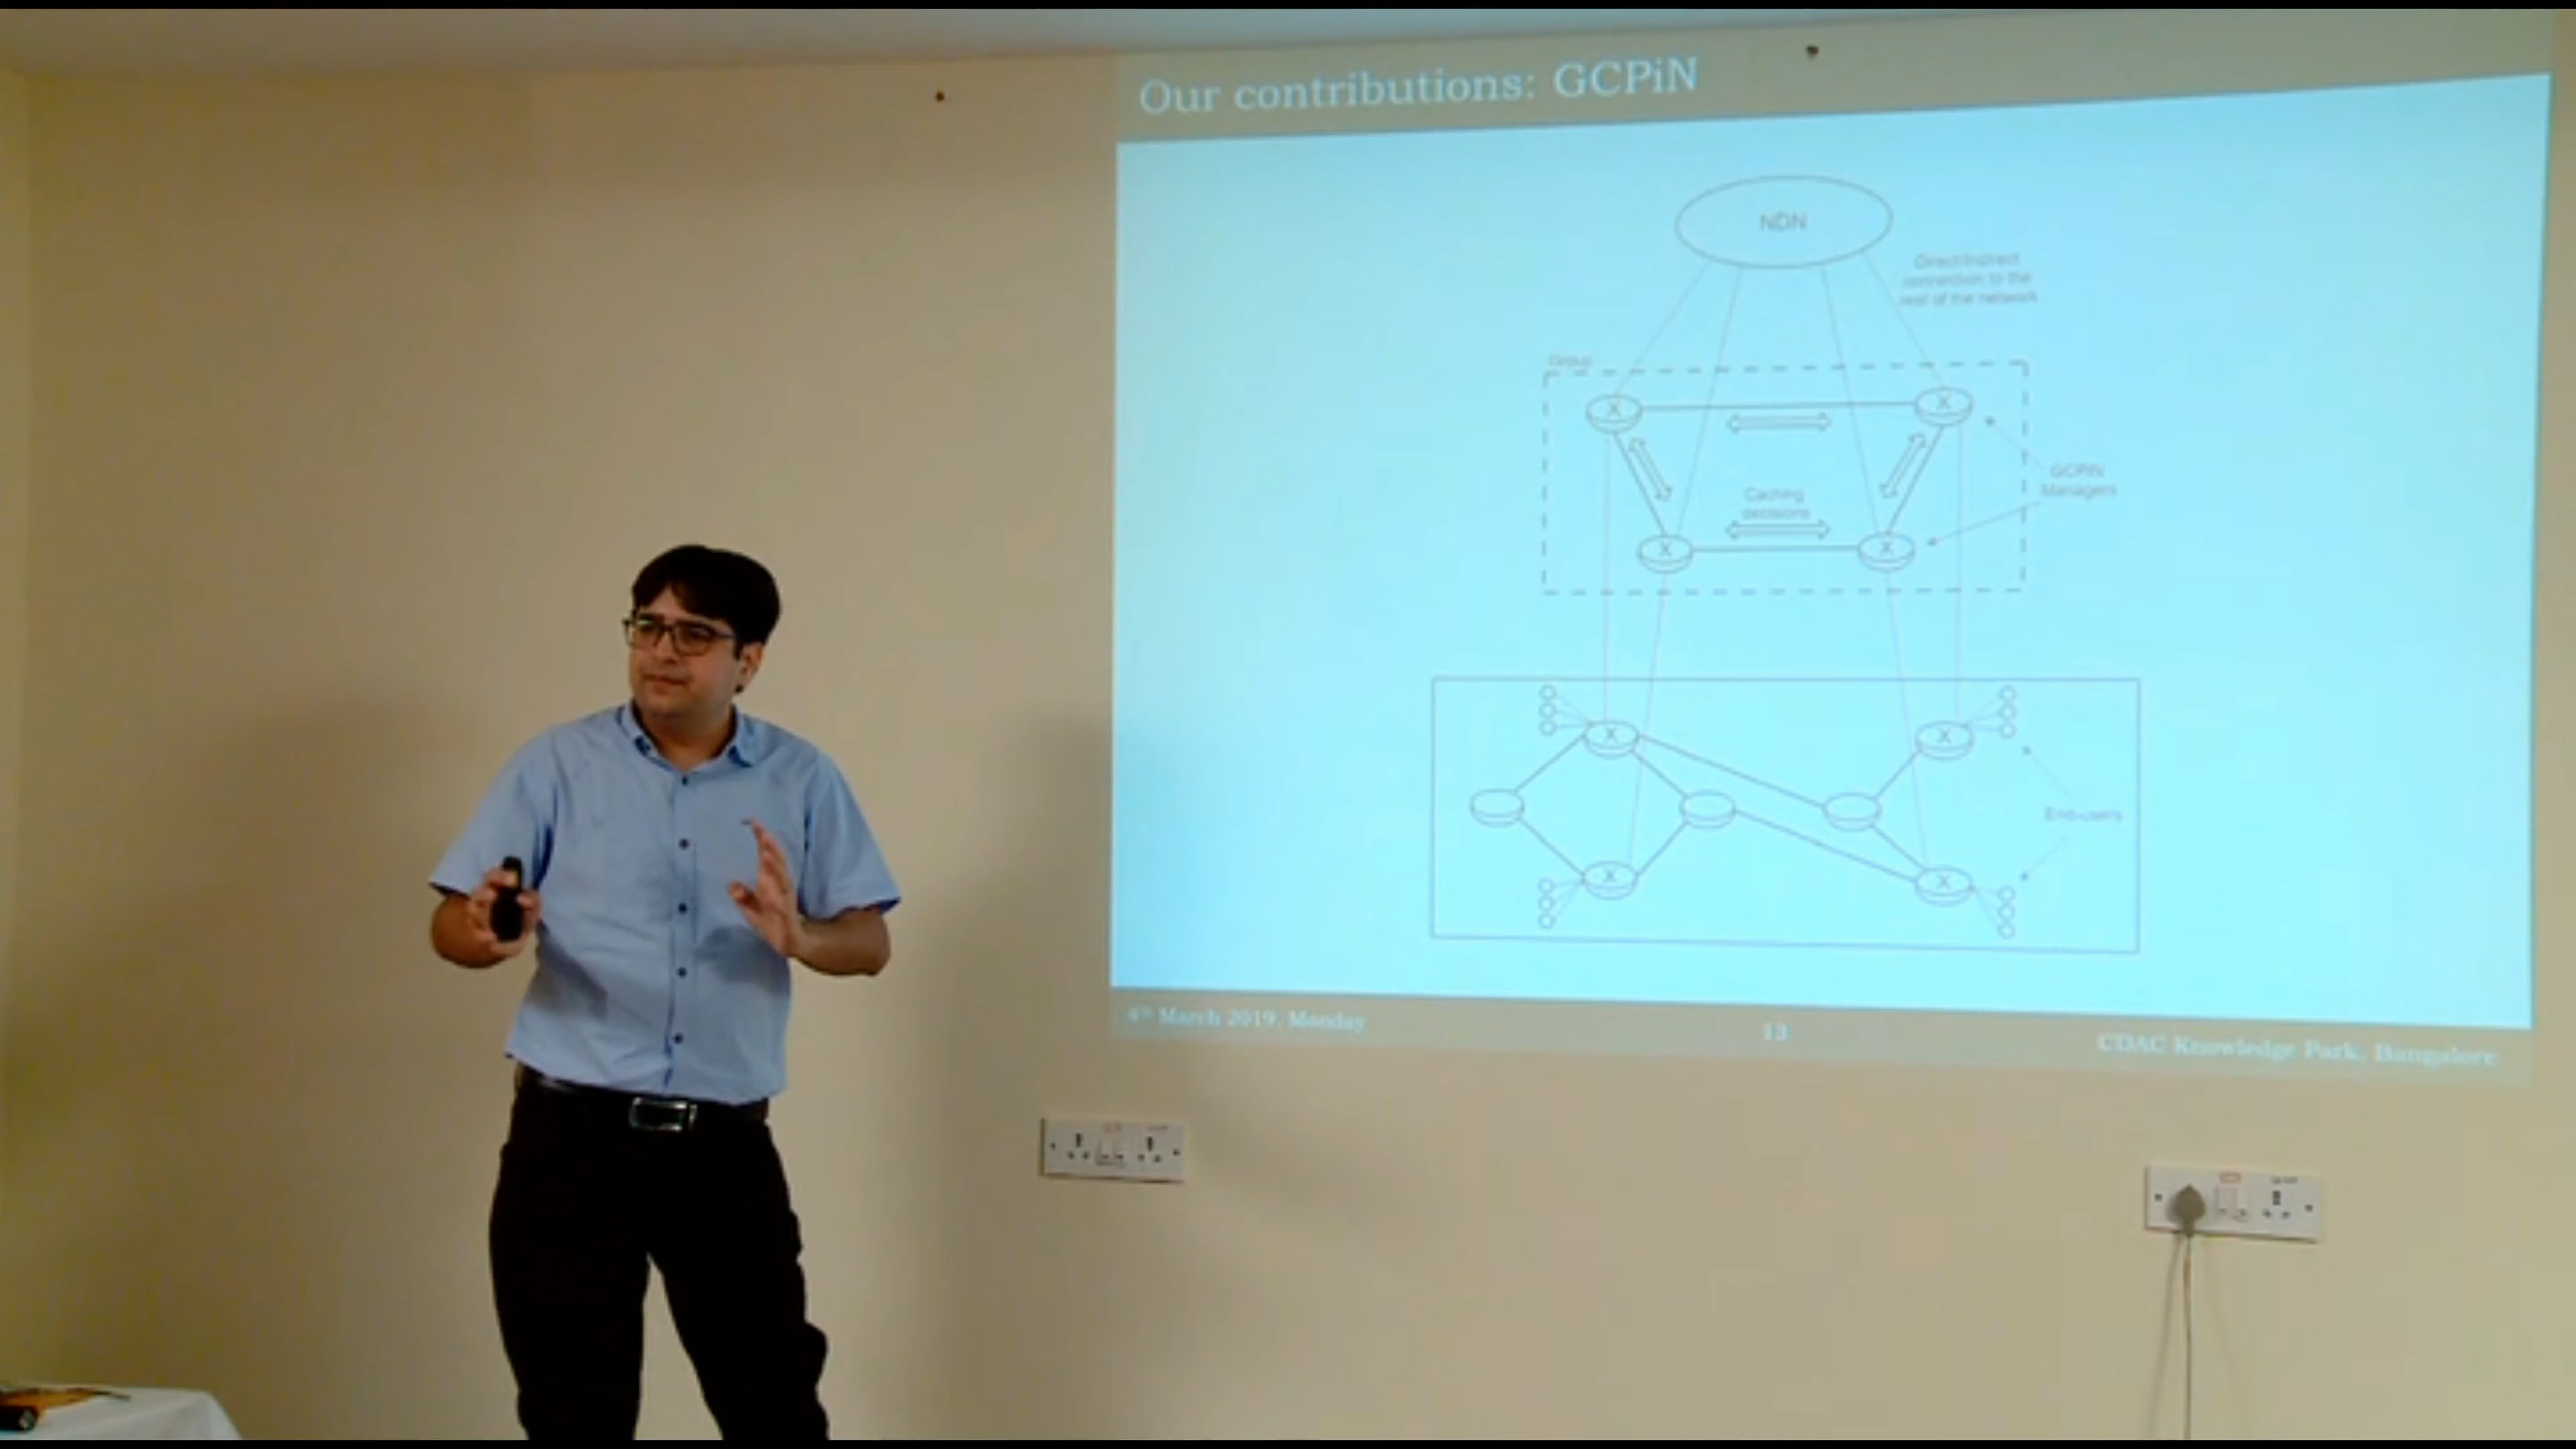 Our contributions: GCPiN
NDN
Direct/Indirect
connection to the
rest of the network
Group
X
X
Caching
decisions
GCPiN
Managers
X
X
X
X
End-users
X
X
4th March 2019, Monday
13
CDAC Knowledge Park, Bangalore